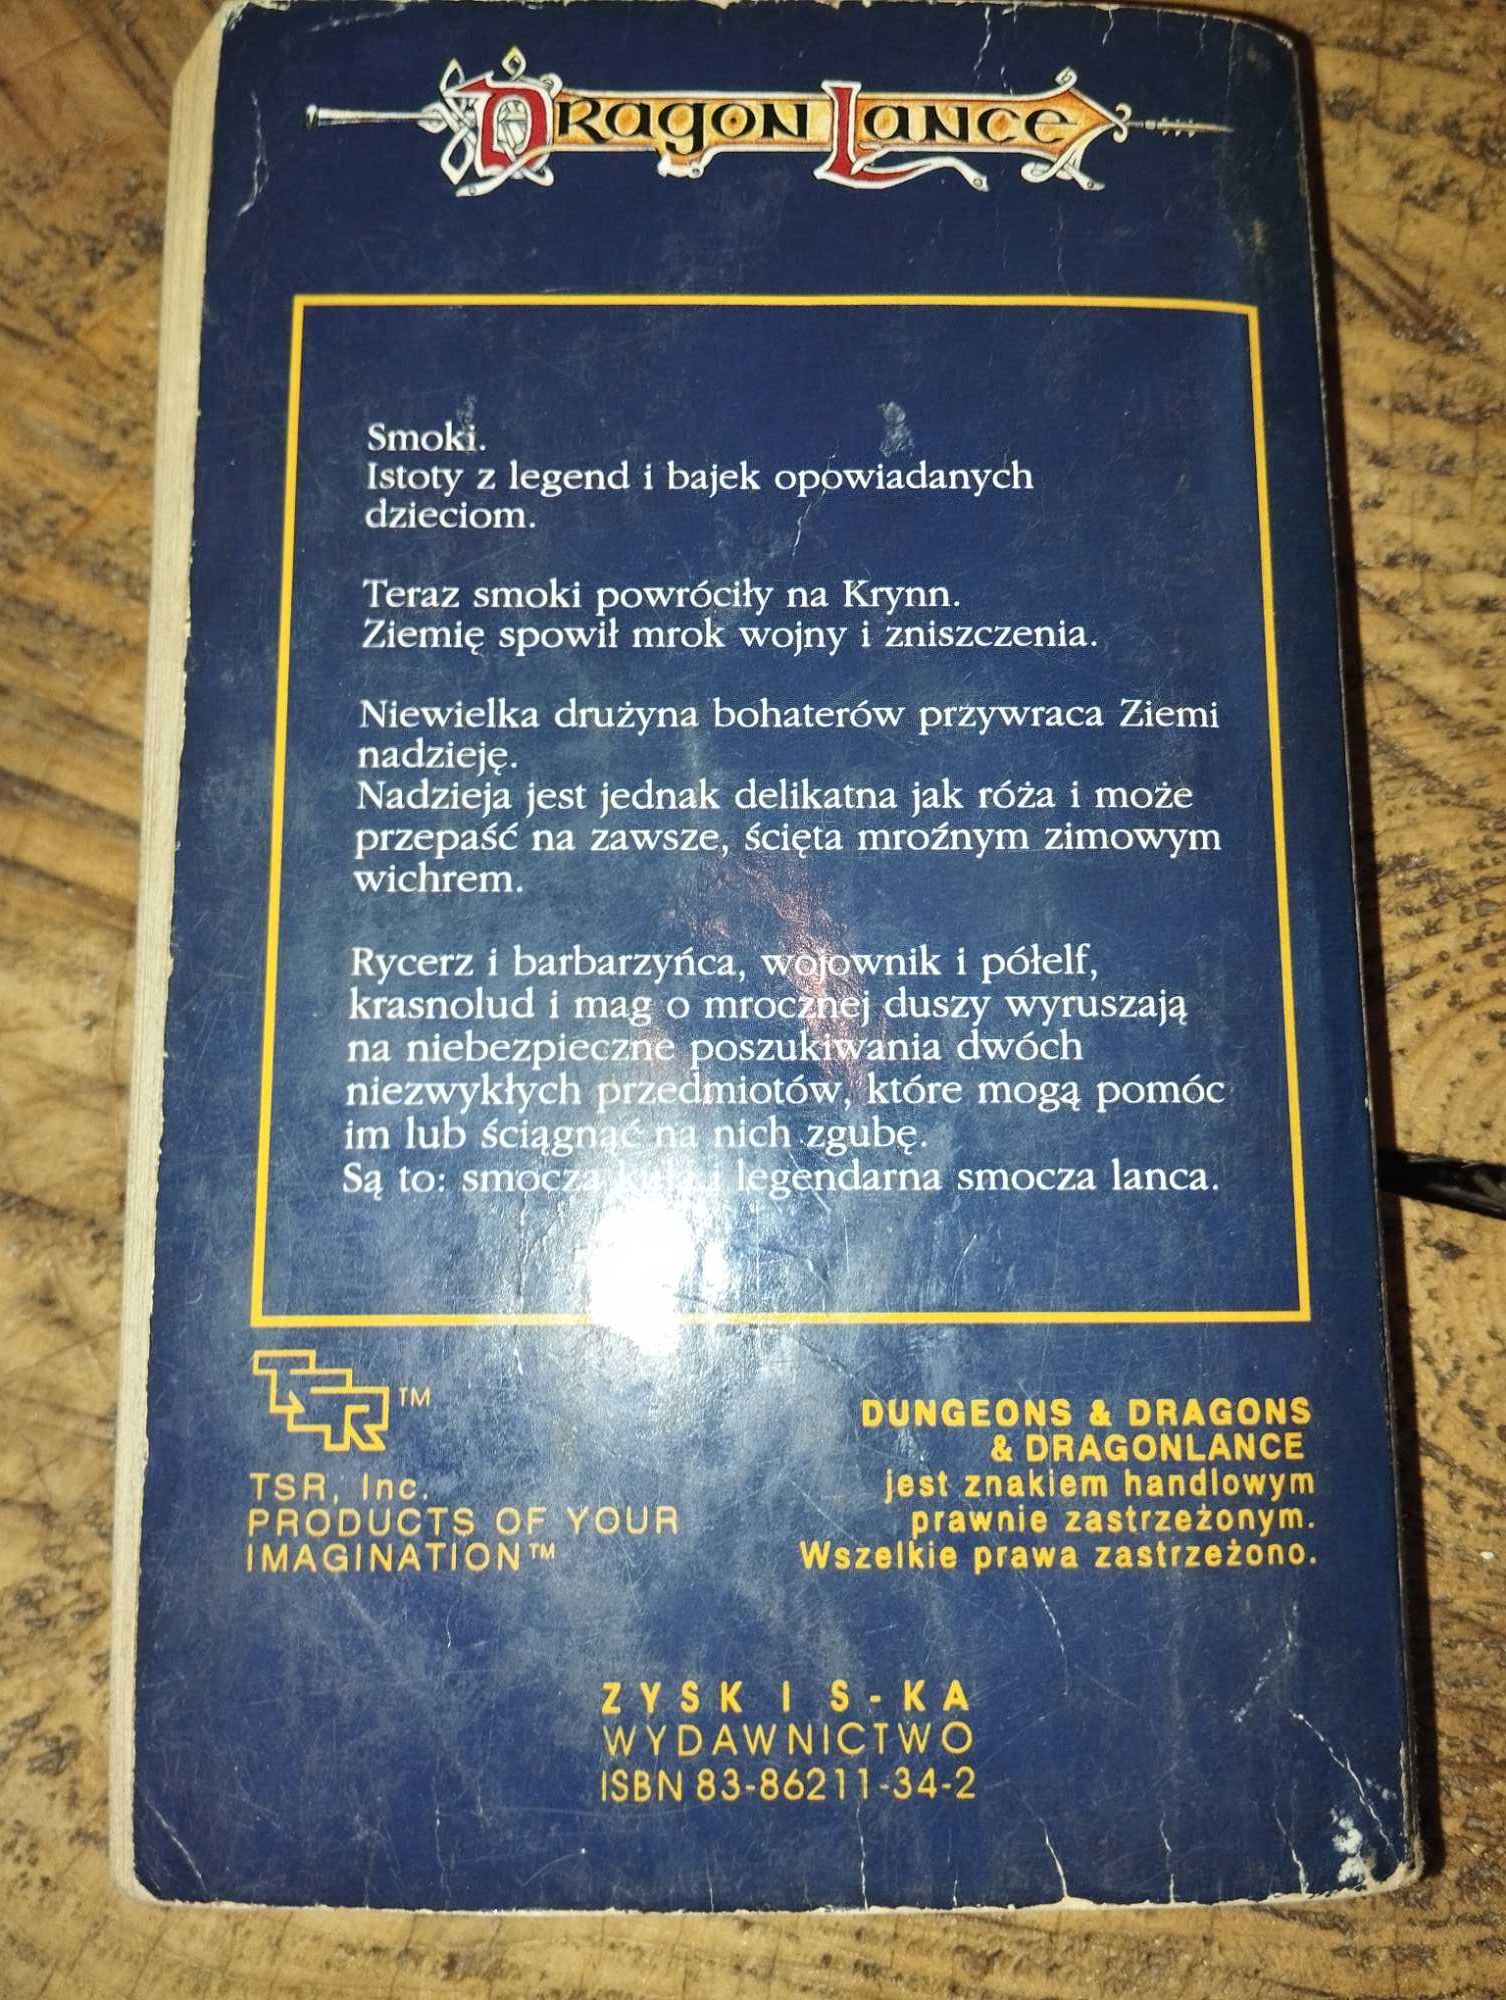 DRAGON LANCE
Smoki.
Istoty z legend i bajek opowiadanych
dzieciom.
Teraz smoki powróciły na Krynn.
Ziemię spowił mrok wojny i zniszczenia.
Niewielka drużyna bohaterów przywraca Ziemi
nadzieję.
Nadzieja jest jednak delikatna jak róża i może
przepaść na zawsze, ścięta mroźnym zimowym
wichrem.
Rycerz i barbarzyńca, wojownik i półelf,
krasnolud i mag o mrocznej duszy wyruszają
na niebezpieczne poszukiwania dwóch
niezwykłych przedmiotów, które mogą pomóc
im lub ściągnąć na nich zgubę.
Są to: smocza kula i legendarna smocza lanca.
TSR™
TSR, Inc.
PRODUCTS OF YOUR
IMAGINATION™
DUNGEONS & DRAGONS
& DRAGONLANCE
jest znakiem handlowym
prawnie zastrzeżonym.
Wszelkie prawa zastrzeżono.
ZYSK I S-KA
WYDAWNICTWO
ISBN 83-86211-34-2